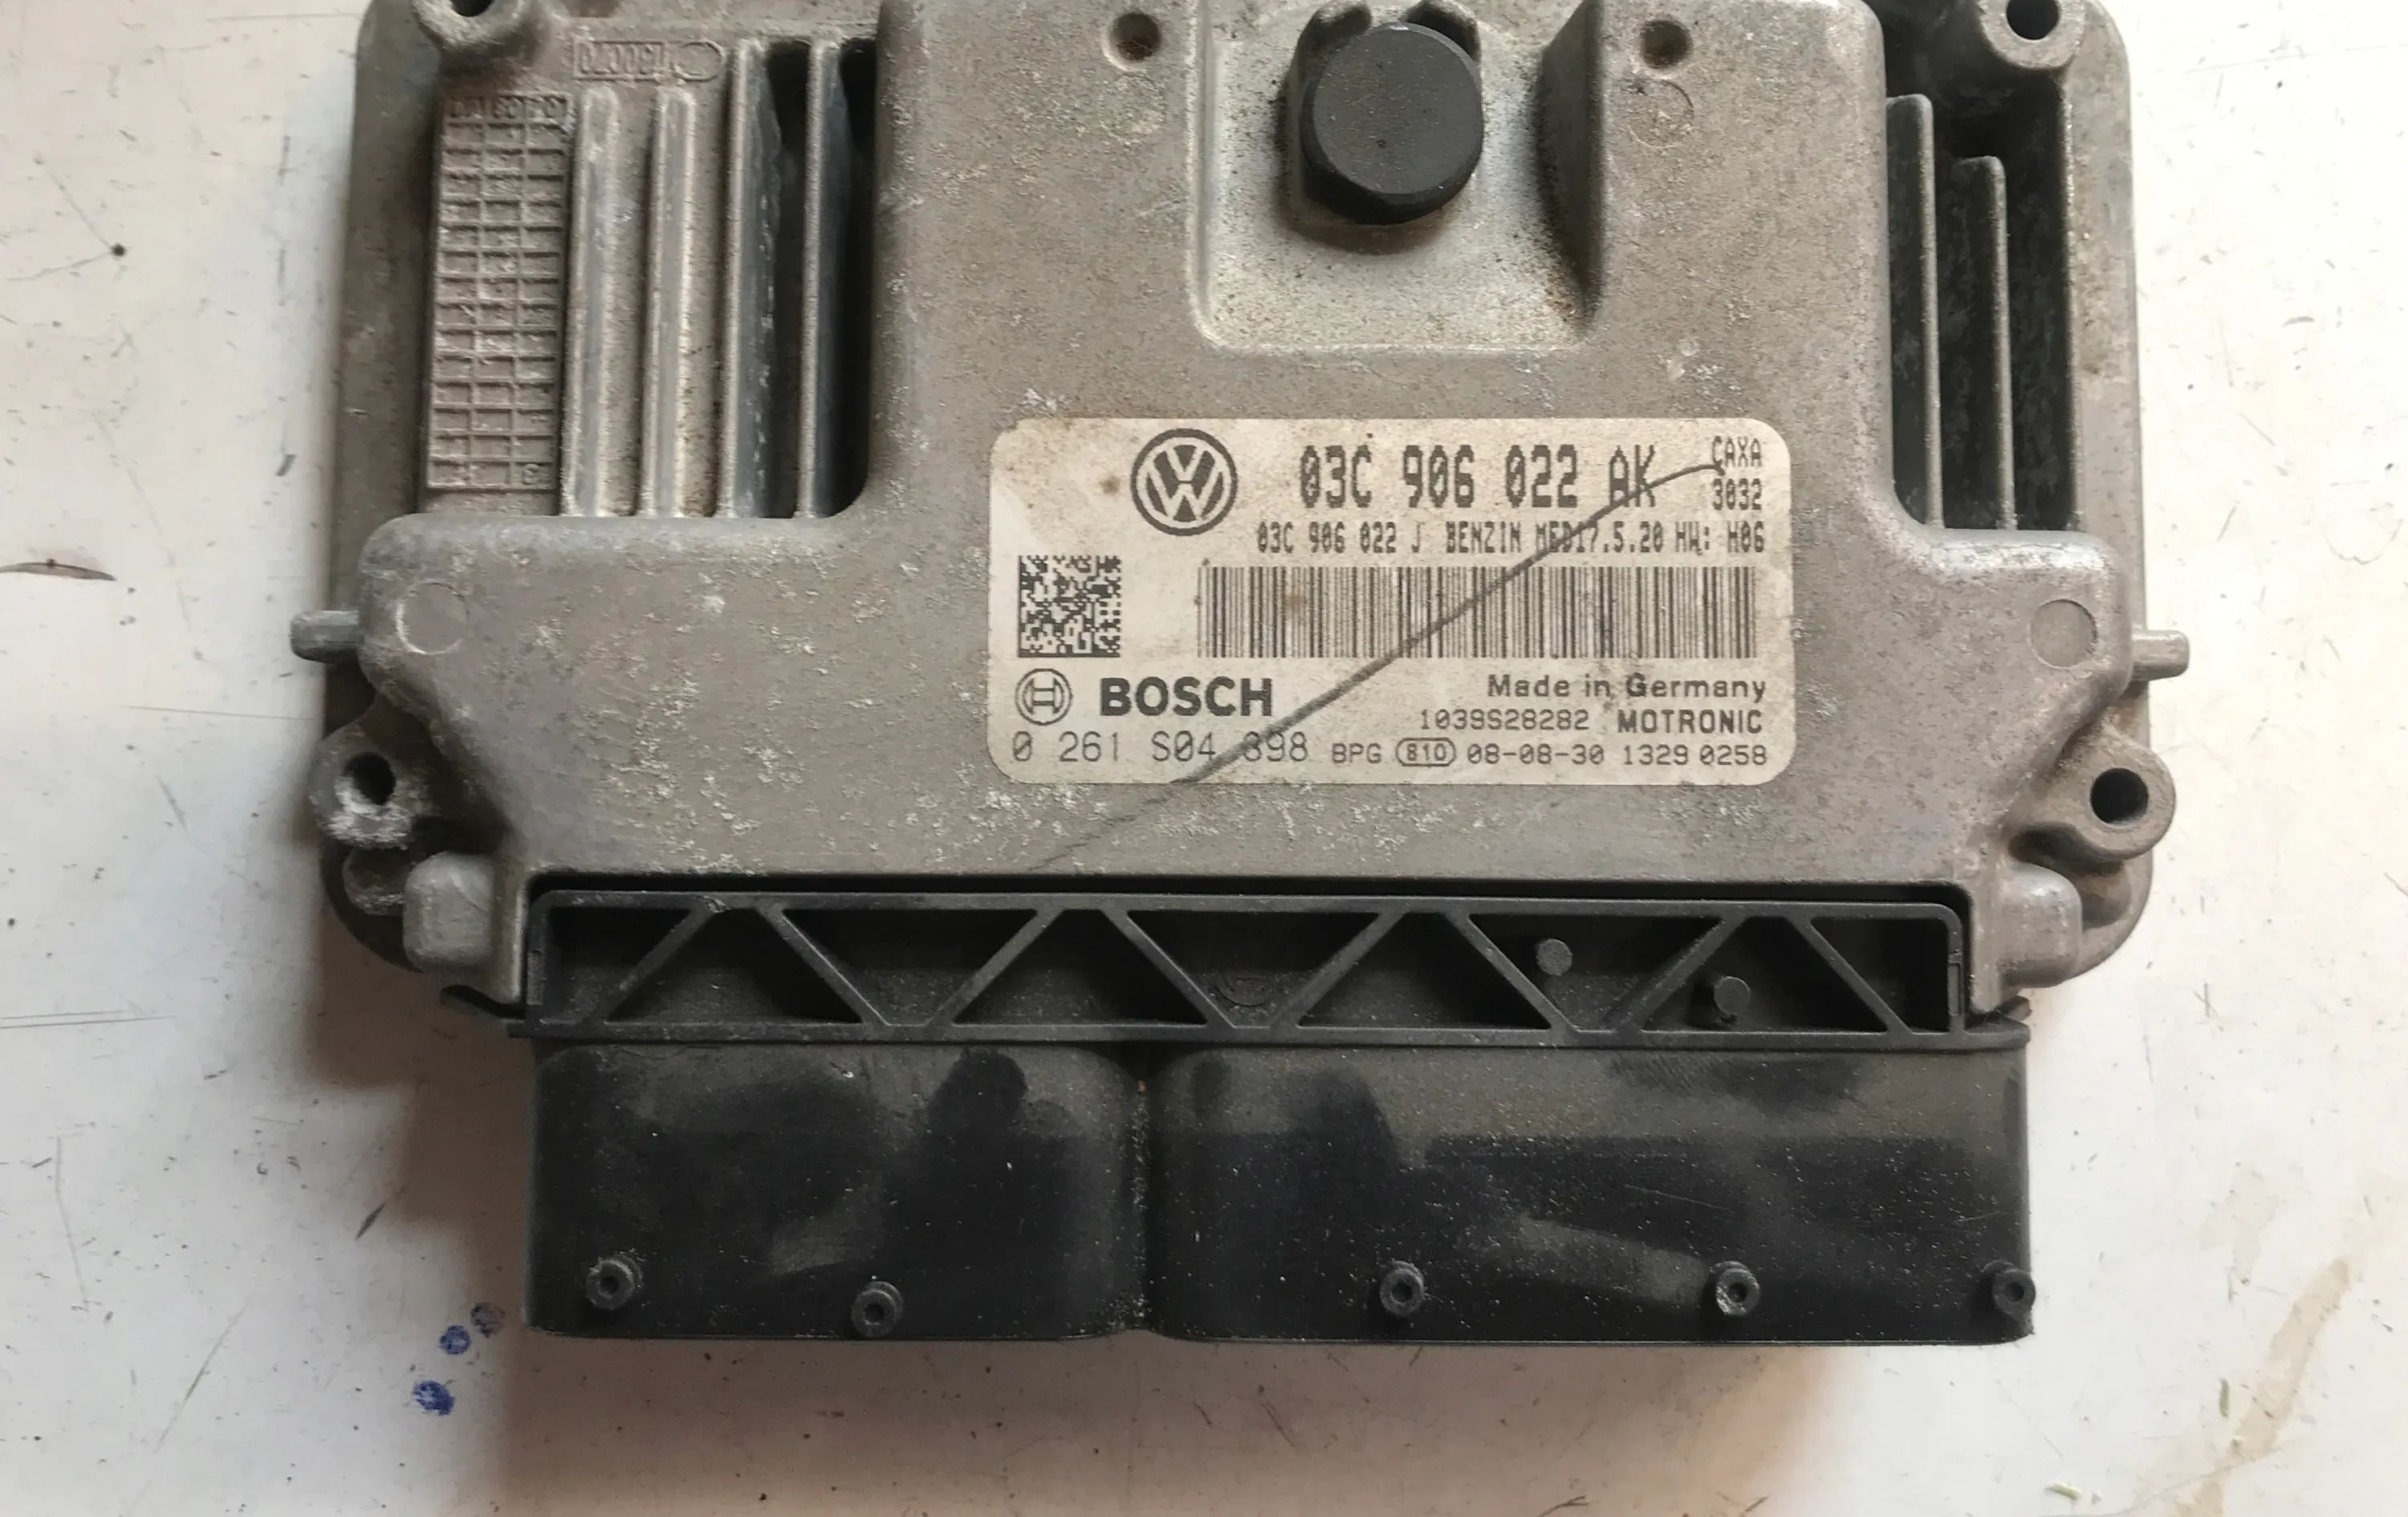 03C 906 022 AK
CAXA
3032
03C 906 022 J BENZIN MED17.5.20 HW: H06
BOSCH
Made in Germany
1039S28282 MOTRONIC
0 261 S04 398 BPG 810 08-08-30 1329 0258